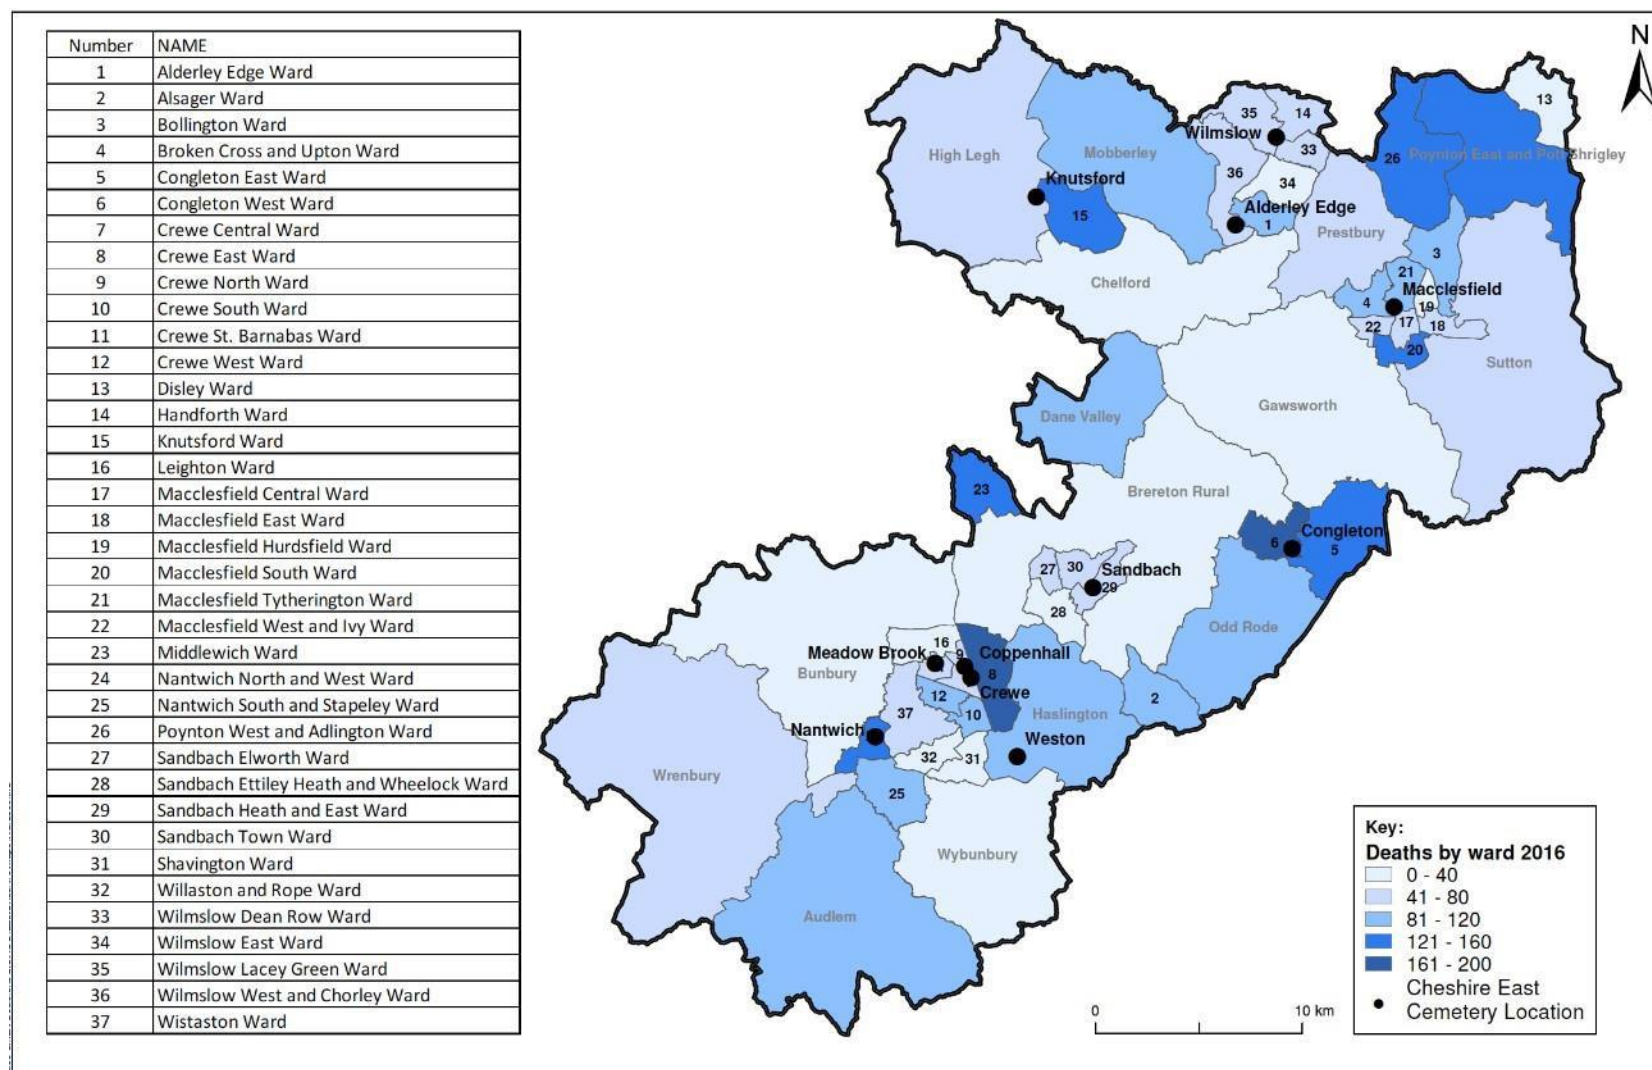 Number NAME
1 Alderley Edge Ward
2 Alsager Ward
3 Bollington Ward
4 Broken Cross and Upton Ward
5 Congleton East Ward
6 Congleton West Ward
7 Crewe Central Ward
8 Crewe East Ward
9 Crewe North Ward
10 Crewe South Ward
11 Crewe St. Barnabas Ward
12 Crewe West Ward
13 Disley Ward
14 Handforth Ward
15 Knutsford Ward
16 Leighton Ward
17 Macclesfield Central Ward
18 Macclesfield East Ward
19 Macclesfield Hurdsfield Ward
20 Macclesfield South Ward
21 Macclesfield Tytherington Ward
22 Macclesfield West and Ivy Ward
23 Middlewich Ward
24 Nantwich North and West Ward
25 Nantwich South and Stapeley Ward
26 Poynton West and Adlington Ward
27 Sandbach Elworth Ward
28 Sandbach Ettiley Heath and Wheelock Ward
29 Sandbach Heath and East Ward
30 Sandbach Town Ward
31 Shavington Ward
32 Willaston and Rope Ward
33 Wilmslow Dean Row Ward
34 Wilmslow East Ward
35 Wilmslow Lacey Green Ward
36 Wilmslow West and Chorley Ward
37 Wistaston Ward
N
13
35
14
Wilmslow
33
26
Poynton East and Pott Shrigley
High Legh
Mobberley
36
34
Knutsford
15
Alderley Edge
1
Prestbury
3
Chelford
21
Macclesfield
4
19
22
17
18
20
Sutton
Gawsworth
Dane Valley
23
Brereton Rural
Congleton
6
5
27
30
Sandbach
29
28
Odd Rode
16
9
Meadow Brook
Coppenhall
Bunbury
8
Crewe
12
10
2
37
Haslington
Nantwich
Weston
32
31
Wrenbury
25
Wybunbury
Audlem
0 10 km
Key:
Deaths by ward 2016
0 - 40
41 - 80
81 - 120
121 - 160
161 - 200
Cheshire East
Cemetery Location